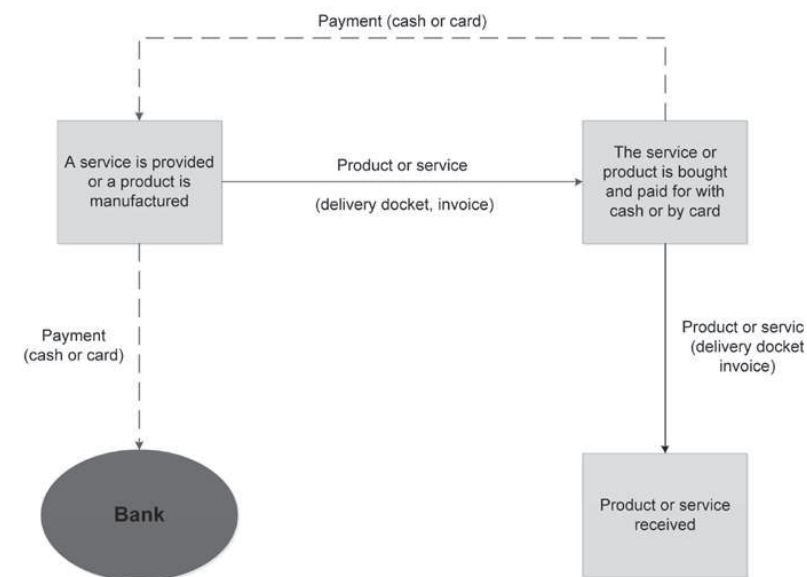 Payment (cash or card)
A service is provided
or a product is
manufactured
Product or service
(delivery docket, invoice)
The service or
product is bought
and paid for with
cash or by card
Payment
(cash or card)
Product or servic
(delivery docket
invoice)
Bank
Product or service
received